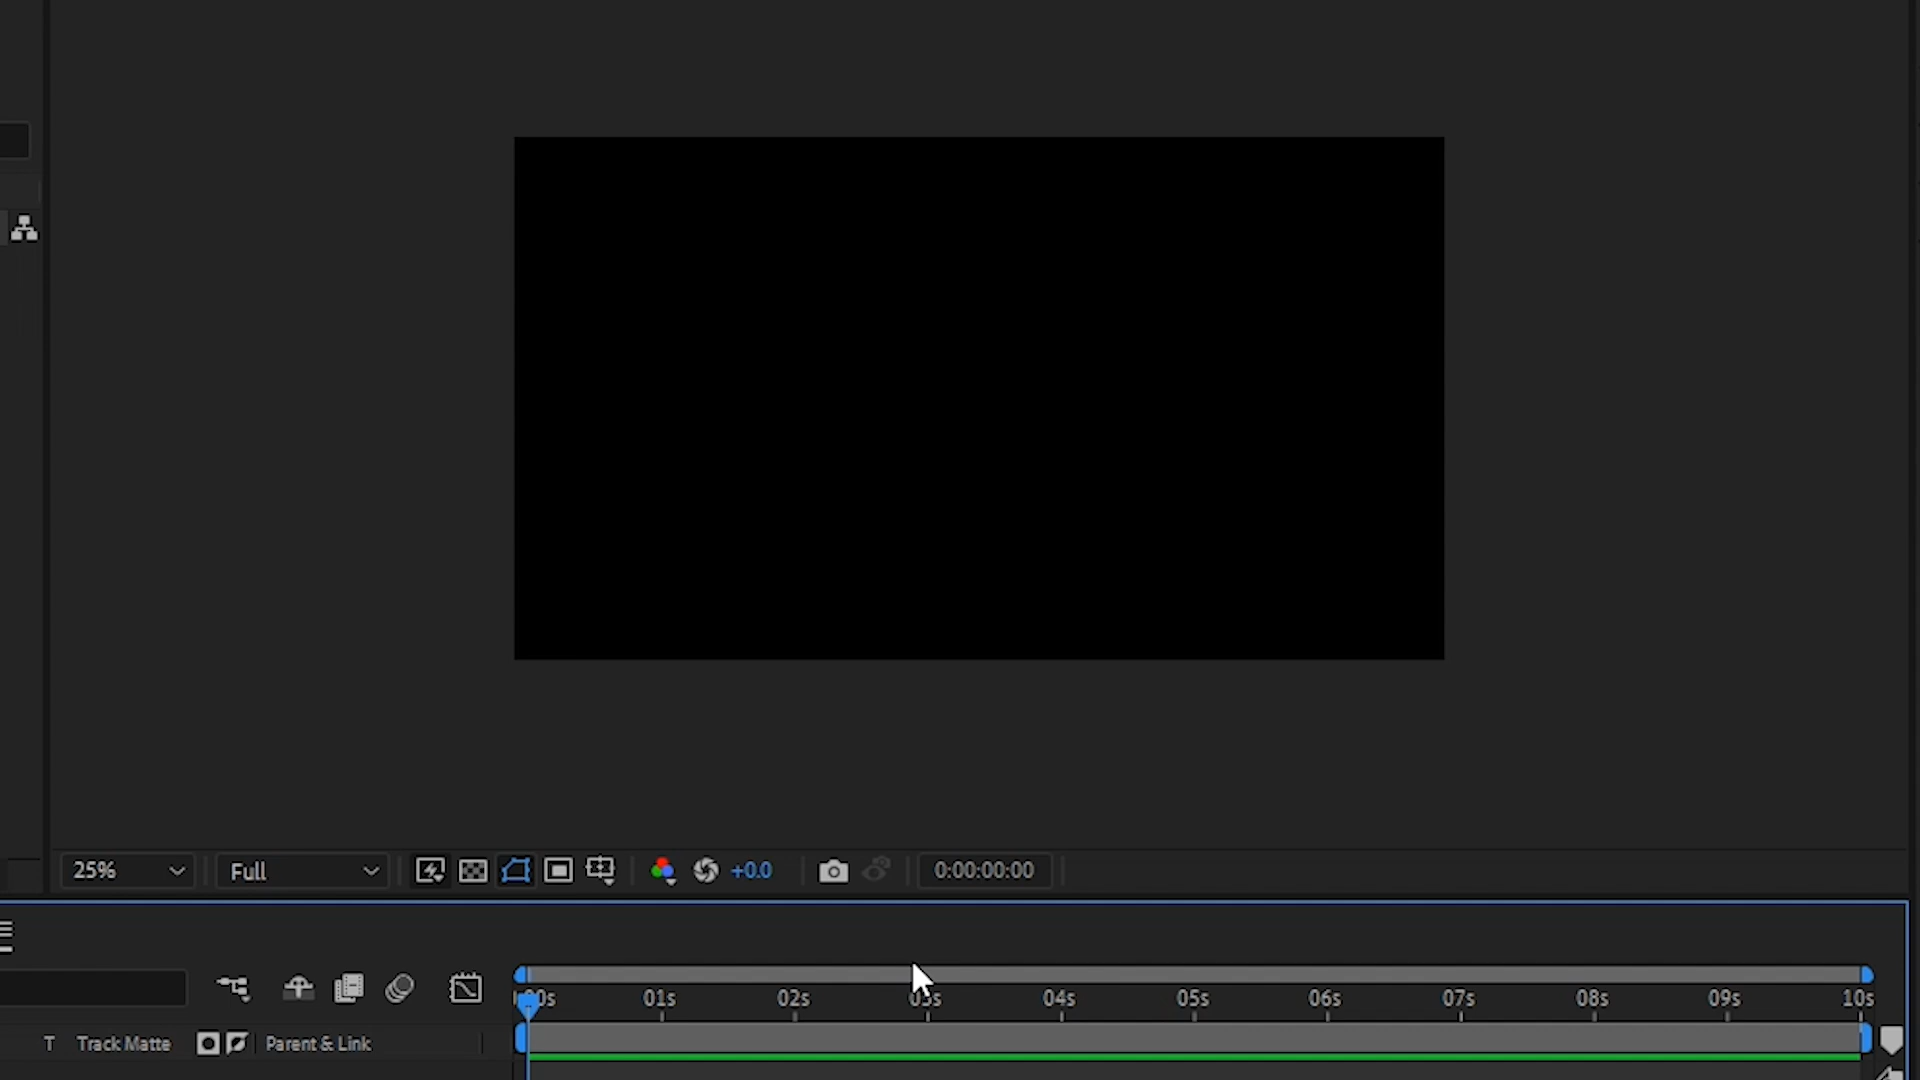 25% Full +0.0 0:00:00:00
00s 01s 02s 03s 04s 05s 06s 07s 08s 09s 10s
T Track Matte Parent & Link